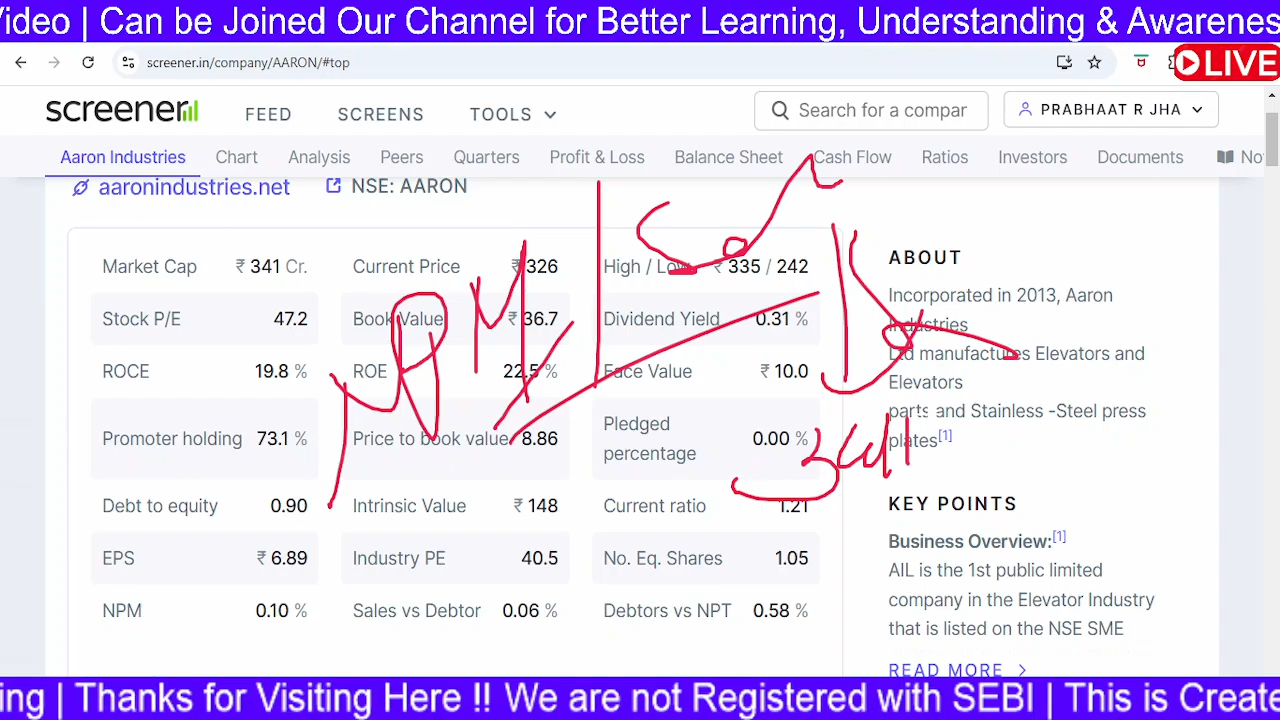 Video | Can be Joined Our Channel for Better Learning, Understanding & Awarenes
screener.in/company/AARON/#top
LIVE
screener
FEED SCREENS TOOLS
Search for a compar
PRABHAAT R JHA
Aaron Industries Chart Analysis Peers Quarters Profit & Loss Balance Sheet Cash Flow Ratios Investors Documents No
aaronindustries.net NSE: AARON
Market Cap ₹ 341 Cr. Current Price ₹ 326 High / Low ₹ 335 / 242
Stock P/E 47.2 Book Value ₹ 36.7 Dividend Yield 0.31 %
ROCE 19.8 % ROE 22.5 % Face Value ₹ 10.0
Promoter holding 73.1 % Price to book value 8.86 Pledged percentage 0.00 %
Debt to equity 0.90 Intrinsic Value ₹ 148 Current ratio 1.21
EPS ₹ 6.89 Industry PE 40.5 No. Eq. Shares 1.05
NPM 0.10 % Sales vs Debtor 0.06 % Debtors vs NPT 0.58 %
ABOUT
Incorporated in 2013, Aaron
Industries
Ltd manufactures Elevators and
Elevators
parts and Stainless -Steel press
plates[1]
KEY POINTS
Business Overview:[1]
AIL is the 1st public limited
company in the Elevator Industry
that is listed on the NSE SME
READ MORE
ing | Thanks for Visiting Here !! We are not Registered with SEBI | This is Create